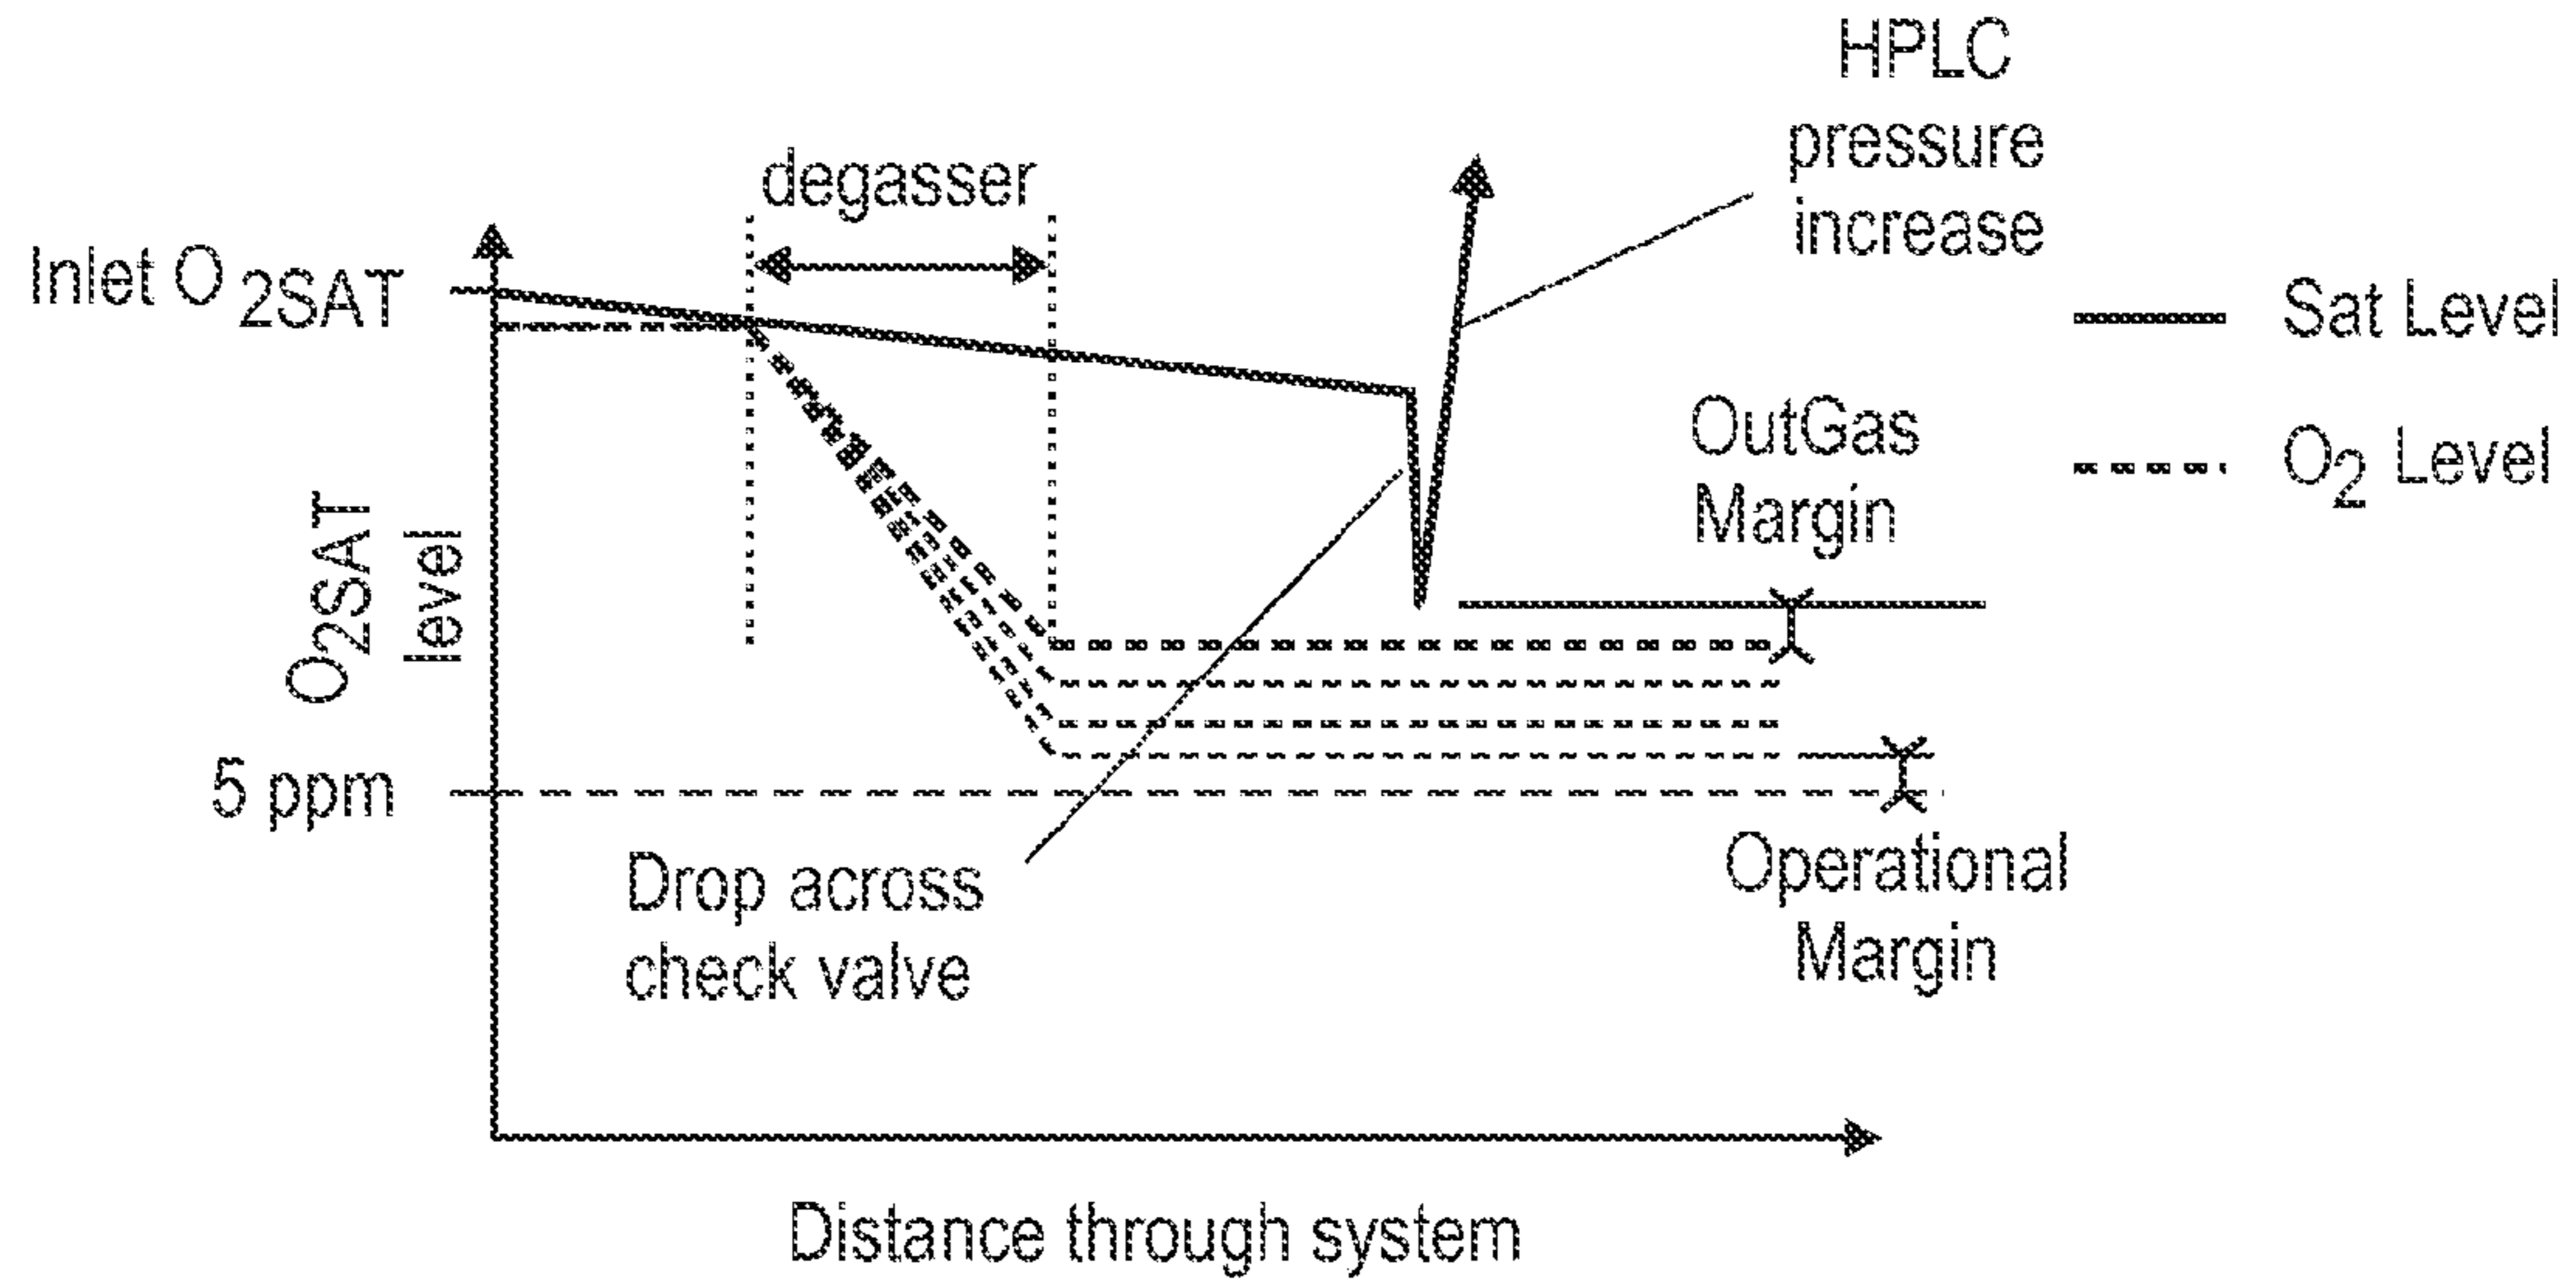 HPLC
pressure
increase
degasser
Inlet O2SAT
Sat Level
O2 Level
OutGas
Margin
O2SAT
level
5 ppm
Drop across
check valve
Operational
Margin
Distance through system